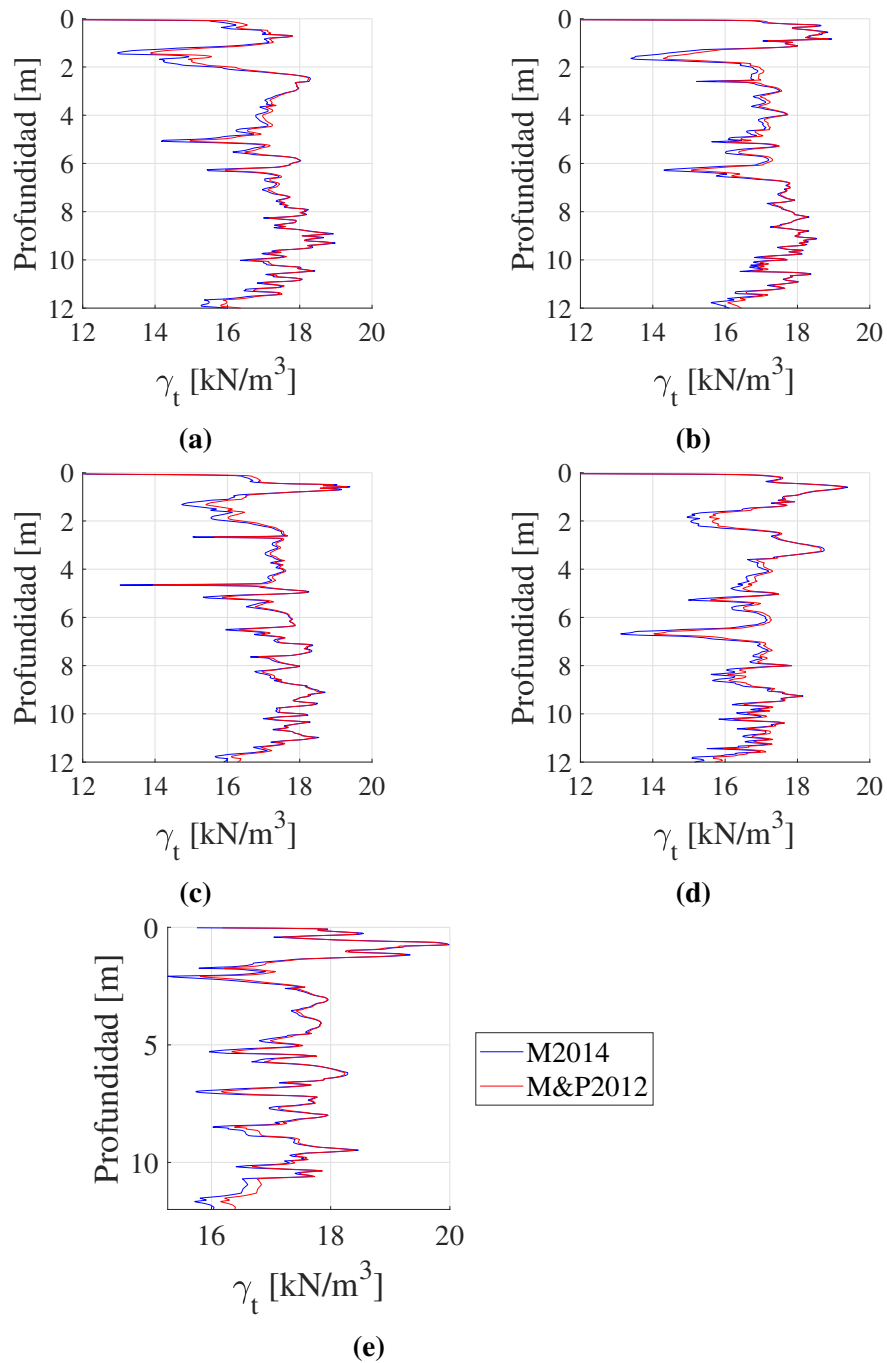 0
2
4
6
8
10
12
Profundidad [m]
12 14 16 18 20
γt [kN/m3]
(a)
0
2
4
6
8
10
12
Profundidad [m]
12 14 16 18 20
γt [kN/m3]
(b)
0
2
4
6
8
10
12
Profundidad [m]
12 14 16 18 20
γt [kN/m3]
(c)
0
2
4
6
8
10
12
Profundidad [m]
12 14 16 18 20
γt [kN/m3]
(d)
0
5
10
Profundidad [m]
16 18 20
γt [kN/m3]
(e)
M2014
M&P2012